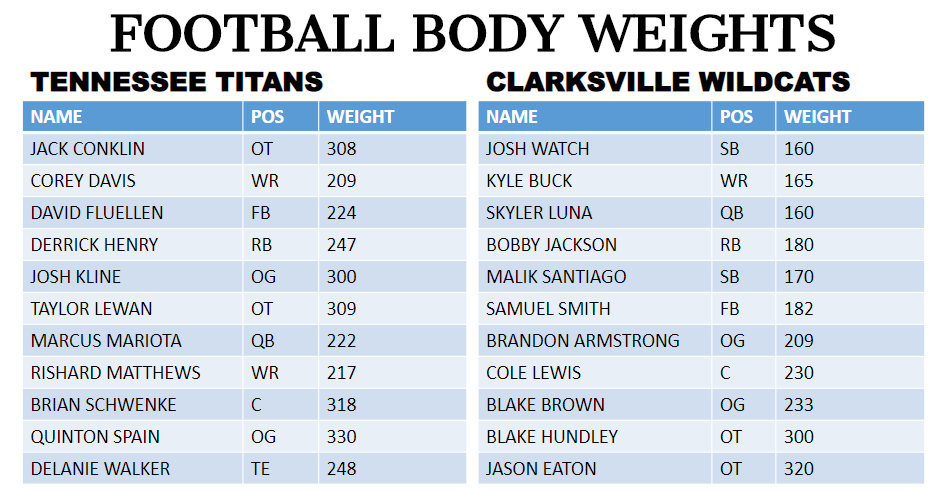 FOOTBALL BODY WEIGHTS
TENNESSEE TITANS
NAME POS WEIGHT
JACK CONKLIN OT 308
COREY DAVIS WR 209
DAVID FLUELLEN FB 224
DERRICK HENRY RB 247
JOSH KLINE OG 300
TAYLOR LEWAN OT 309
MARCUS MARIOTA QB 222
RISHARD MATTHEWS WR 217
BRIAN SCHWENKE C 318
QUINTON SPAIN OG 330
DELANIE WALKER TE 248
CLARKSVILLE WILDCATS
NAME POS WEIGHT
JOSH WATCH SB 160
KYLE BUCK WR 165
SKYLER LUNA QB 160
BOBBY JACKSON RB 180
MALIK SANTIAGO SB 170
SAMUEL SMITH FB 182
BRANDON ARMSTRONG OG 209
COLE LEWIS C 230
BLAKE BROWN OG 233
BLAKE HUNDLEY OT 300
JASON EATON OT 320